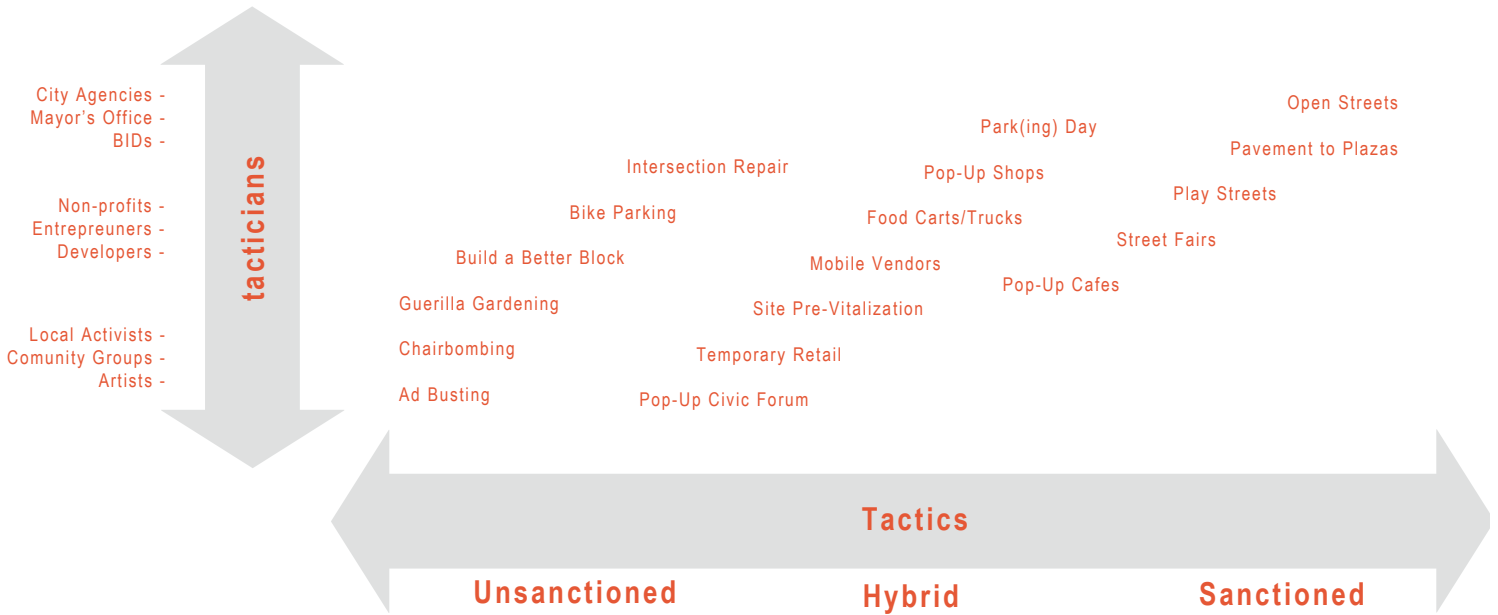 City Agencies -
Mayor's Office -
BIDs -
Non-profits -
Entrepreuners -
Developers -
Local Activists -
Comunity Groups -
Artists -
tacticians
Open Streets
Park(ing) Day
Pavement to Plazas
Intersection Repair
Pop-Up Shops
Play Streets
Bike Parking
Food Carts/Trucks
Street Fairs
Build a Better Block
Mobile Vendors
Pop-Up Cafes
Guerilla Gardening
Site Pre-Vitalization
Chairbombing
Temporary Retail
Ad Busting
Pop-Up Civic Forum
Tactics
Unsanctioned
Hybrid
Sanctioned